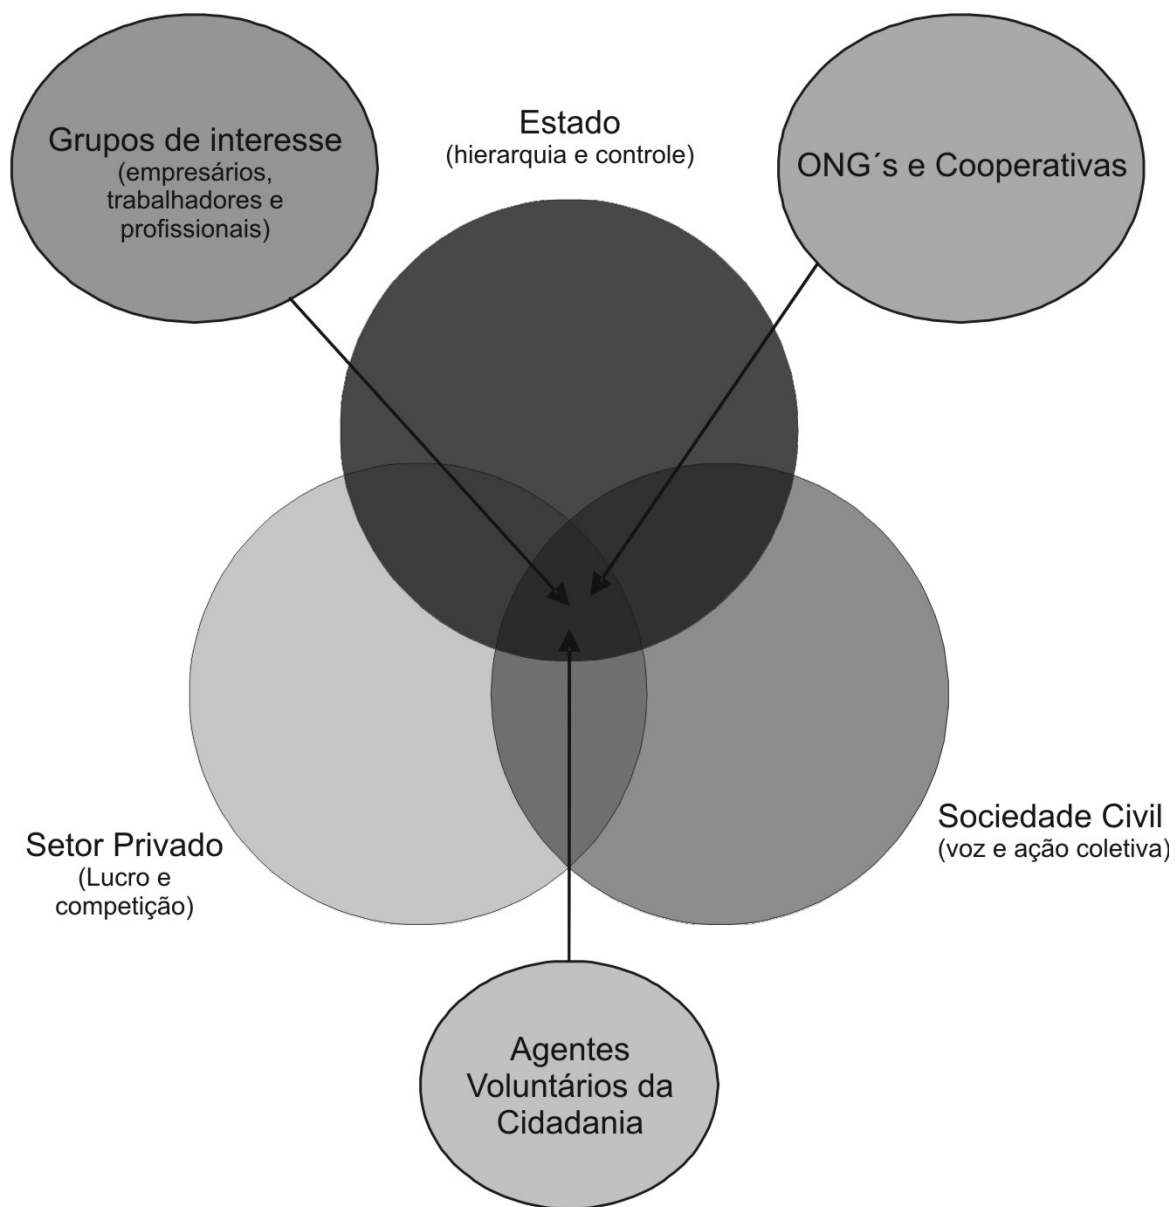 Grupos de interesse
(empresários,
trabalhadores e
profissionais)
Estado
(hierarquia e controle)
ONG´s e Cooperativas
Setor Privado
(Lucro e
competição)
Sociedade Civil
(voz e ação coletiva)
Agentes
Voluntários da
Cidadania